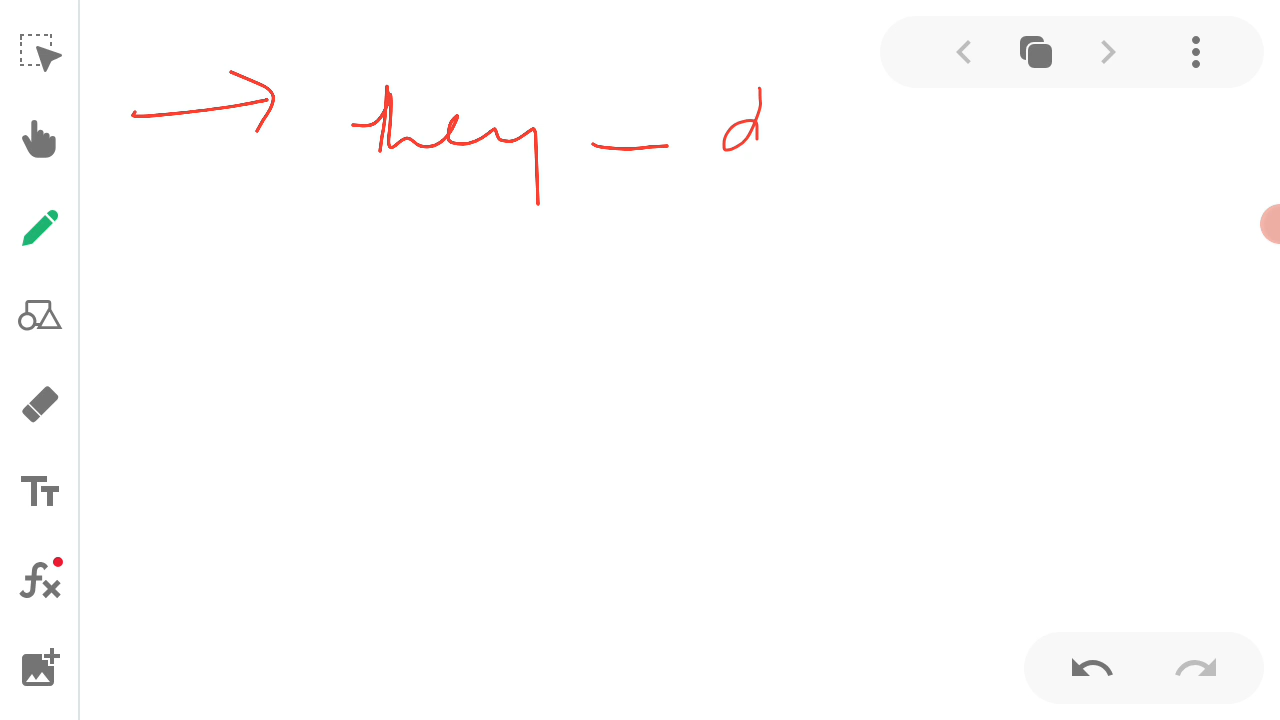 → they _ d